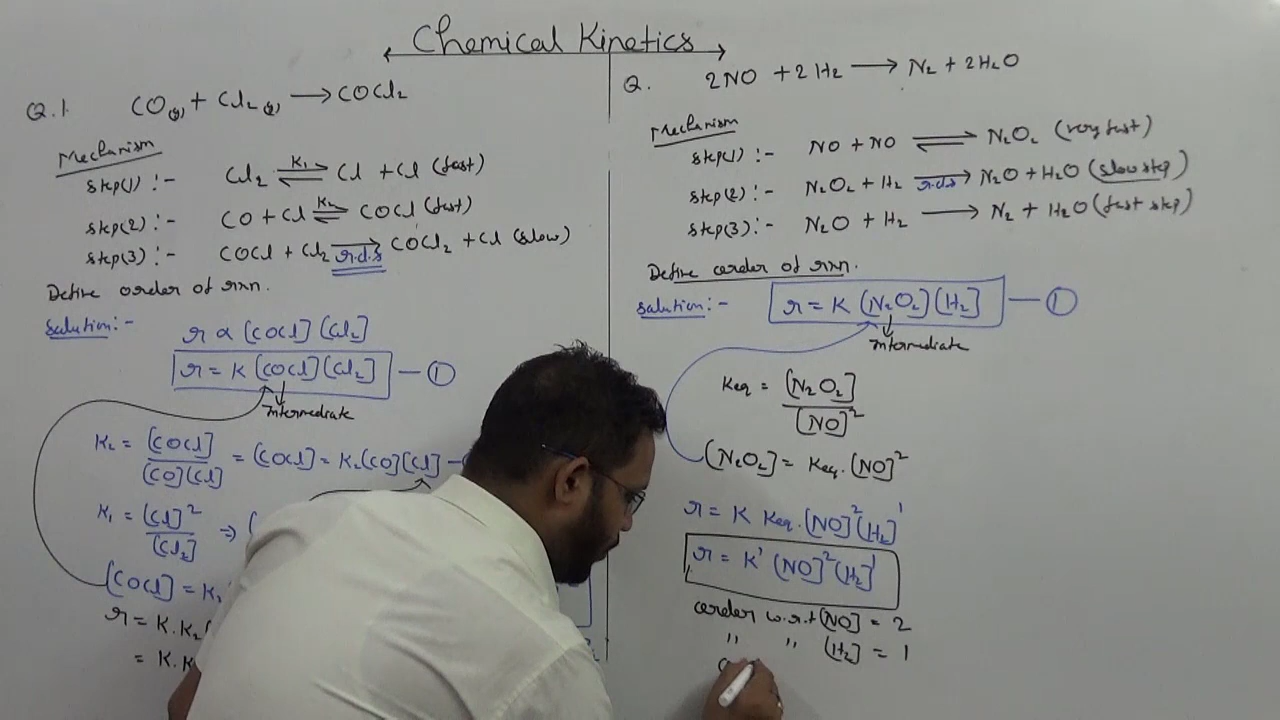 Chemical Kinetics
Q.1. CO(g) + Cl₂(g) → COCl₂
Mechanism
Step(1) :- Cl₂ ⇌ Cl + Cl (fast)
K₁
Step(2) :- CO + Cl ⇌ COCl (fast)
K₂
Step(3) :- COCl + Cl₂ → COCl₂ + Cl (slow)
r.d.s
Define order of rxn.
Solution:-
r α [COCl][Cl₂]
r = K [COCl][Cl₂] — ①
Intermediate
K₂ = [COCl] / [CO][Cl] = [COCl] = K₂[CO][Cl] —
K₁ = [Cl]² / [Cl₂] ⇒ [
[COCl] = K₁
r = K.K₂
= K.K
Q. 2NO + 2H₂ → N₂ + 2H₂O
Mechanism
Step(1) :- NO + NO ⇌ N₂O₂ (very fast)
Step(2) :- N₂O₂ + H₂ → N₂O + H₂O (slow step)
r.d.s
Step(3) :- N₂O + H₂ → N₂ + H₂O (fast step)
Define order of rxn.
Solution:- r = K [N₂O₂][H₂] — ①
Intermediate
Keq = [N₂O₂] / [NO]²
[N₂O₂] = Keq. [NO]²
r = K Keq. [NO]² [H₂]¹
r = K' [NO]² [H₂]¹
order w.r.t [NO] = 2
" " [H₂] = 1